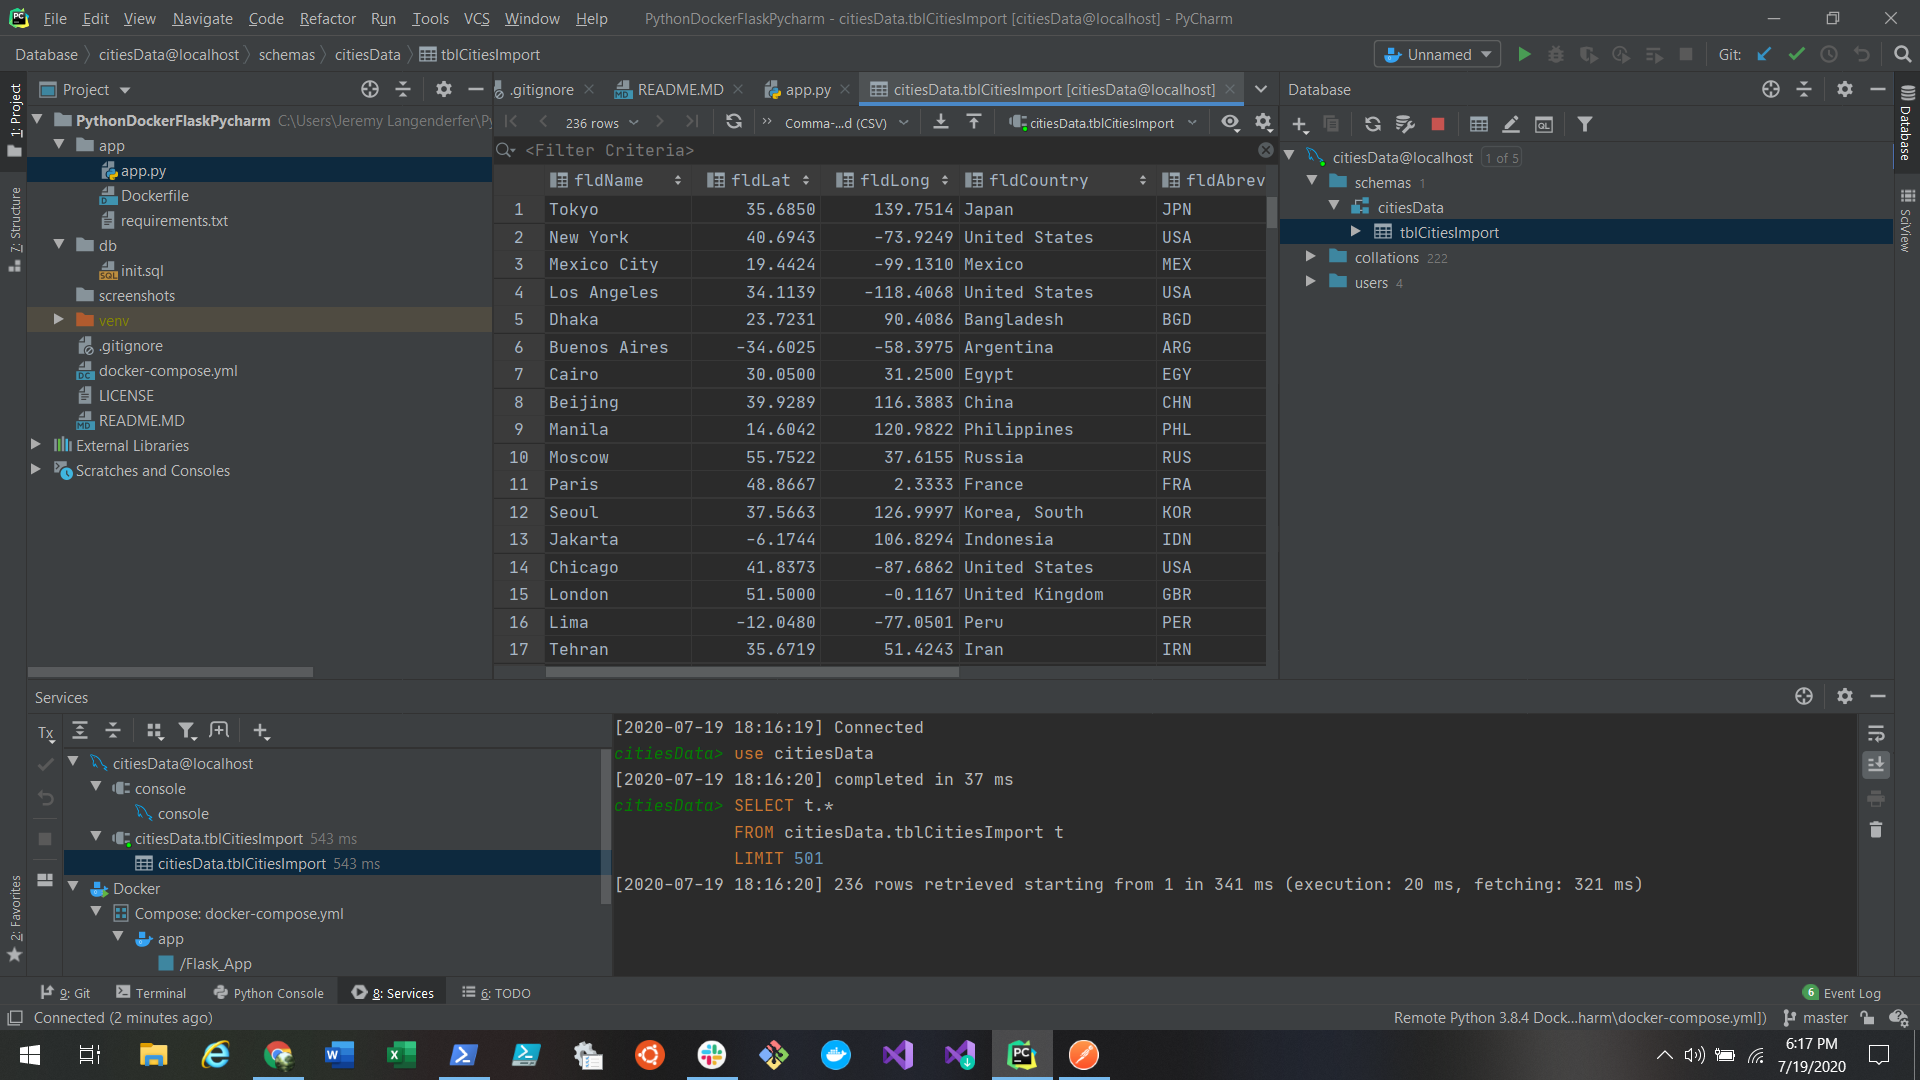 File Edit View Navigate Code Refactor Run Tools VCS Window Help PythonDockerFlaskPycharm - citiesData.tblCitiesImport [citiesData@localhost] - PyCharm
Database citiesData@localhost schemas citiesData tblCitiesImport Unnamed Git:
1: Project
7: Structure
2: Favorites
Project
PythonDockerFlaskPycharm C:\Users\Jeremy Langenderfer\Py
app
app.py
Dockerfile
requirements.txt
db
init.sql
screenshots
venv
.gitignore
docker-compose.yml
LICENSE
README.MD
External Libraries
Scratches and Consoles
.gitignore README.MD app.py citiesData.tblCitiesImport [citiesData@localhost]
236 rows Comma-...d (CSV) citiesData.tblCitiesImport
<Filter Criteria>
fldName fldLat fldLong fldCountry fldAbrev
1 Tokyo 35.6850 139.7514 Japan JPN
2 New York 40.6943 -73.9249 United States USA
3 Mexico City 19.4424 -99.1310 Mexico MEX
4 Los Angeles 34.1139 -118.4068 United States USA
5 Dhaka 23.7231 90.4086 Bangladesh BGD
6 Buenos Aires -34.6025 -58.3975 Argentina ARG
7 Cairo 30.0500 31.2500 Egypt EGY
8 Beijing 39.9289 116.3883 China CHN
9 Manila 14.6042 120.9822 Philippines PHL
10 Moscow 55.7522 37.6155 Russia RUS
11 Paris 48.8667 2.3333 France FRA
12 Seoul 37.5663 126.9997 Korea, South KOR
13 Jakarta -6.1744 106.8294 Indonesia IDN
14 Chicago 41.8373 -87.6862 United States USA
15 London 51.5000 -0.1167 United Kingdom GBR
16 Lima -12.0480 -77.0501 Peru PER
17 Tehran 35.6719 51.4243 Iran IRN
Database
citiesData@localhost 1 of 5
schemas 1
citiesData
tblCitiesImport
collations 222
users 4
Database
SciView
Services
Tx
citiesData@localhost
console
console
citiesData.tblCitiesImport 543 ms
citiesData.tblCitiesImport 543 ms
Docker
Compose: docker-compose.yml
app
/Flask_App
[2020-07-19 18:16:19] Connected
citiesData> use citiesData
[2020-07-19 18:16:20] completed in 37 ms
citiesData> SELECT t.*
FROM citiesData.tblCitiesImport t
LIMIT 501
[2020-07-19 18:16:20] 236 rows retrieved starting from 1 in 341 ms (execution: 20 ms, fetching: 321 ms)
9: Git Terminal Python Console 8: Services 6: TODO 6 Event Log
Connected (2 minutes ago) Remote Python 3.8.4 Dock...harm\docker-compose.yml]) master
6:17 PM
7/19/2020